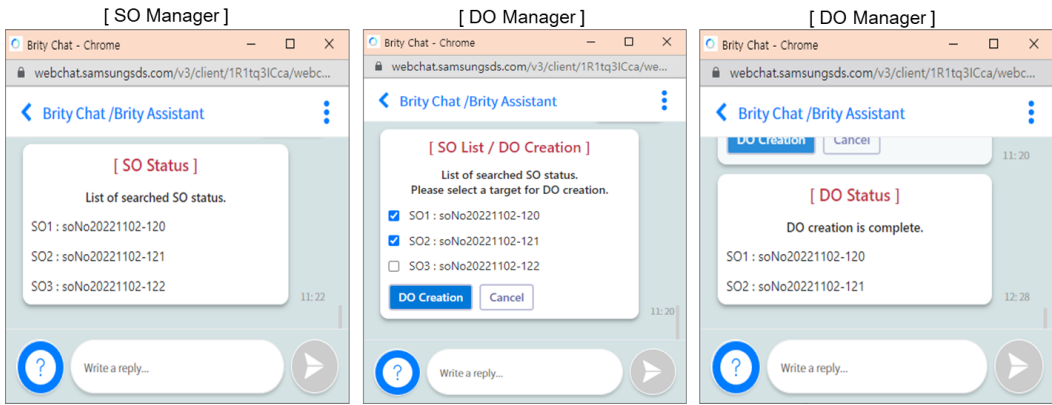 [ SO Manager ]
Brity Chat - Chrome
webchat.samsungsds.com/v3/client/1R1tq3ICca/webc...
Brity Chat /Brity Assistant
[ SO Status ]
List of searched SO status.
SO1 : soNo20221102-120
SO2 : soNo20221102-121
SO3 : soNo20221102-122
11:22
?
Write a reply...
[ DO Manager ]
Brity Chat - Chrome
webchat.samsungsds.com/v3/client/1R1tq3ICca/we...
Brity Chat /Brity Assistant
[ SO List / DO Creation ]
List of searched SO status.
Please select a target for DO creation.
SO1 : soNo20221102-120
SO2 : soNo20221102-121
SO3 : soNo20221102-122
DO Creation Cancel
11:20
?
Write a reply...
[ DO Manager ]
Brity Chat - Chrome
webchat.samsungsds.com/v3/client/1R1tq3ICca/webc...
Brity Chat /Brity Assistant
DO Creation Cancel
11:20
[ DO Status ]
DO creation is complete.
SO1 : soNo20221102-120
SO2 : soNo20221102-121
12:28
?
Write a reply...